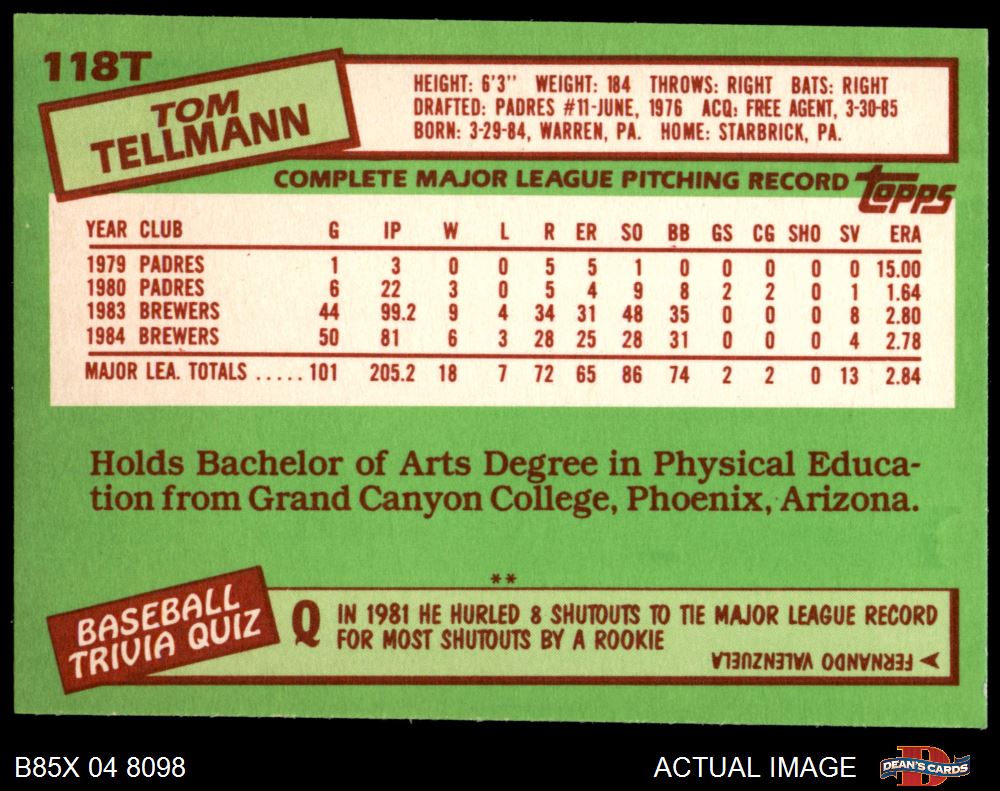 118T
TOM
TELLMANN
HEIGHT: 6'3" WEIGHT: 184 THROWS: RIGHT BATS: RIGHT
DRAFTED: PADRES #11-JUNE, 1976 ACQ: FREE AGENT, 3-30-85
BORN: 3-29-84, WARREN, PA. HOME: STARBRICK, PA.
COMPLETE MAJOR LEAGUE PITCHING RECORD
topps
YEAR CLUB G IP W L R ER SO BB GS CG SHO SV ERA
1979 PADRES 1 3 0 0 5 5 1 0 0 0 0 0 15.00
1980 PADRES 6 22 3 0 5 4 9 8 2 2 0 1 1.64
1983 BREWERS 44 99.2 9 4 34 31 48 35 0 0 0 8 2.80
1984 BREWERS 50 81 6 3 28 25 28 31 0 0 0 4 2.78
MAJOR LEA. TOTALS ..... 101 205.2 18 7 72 65 86 74 2 2 0 13 2.84
Holds Bachelor of Arts Degree in Physical Educa-
tion from Grand Canyon College, Phoenix, Arizona.
**
BASEBALL
TRIVIA QUIZ
Q IN 1981 HE HURLED 8 SHUTOUTS TO TIE MAJOR LEAGUE RECORD
FOR MOST SHUTOUTS BY A ROOKIE
FERNANDO VALENZUELA
B85X 04 8098
ACTUAL IMAGE
D
DEAN'S CARDS